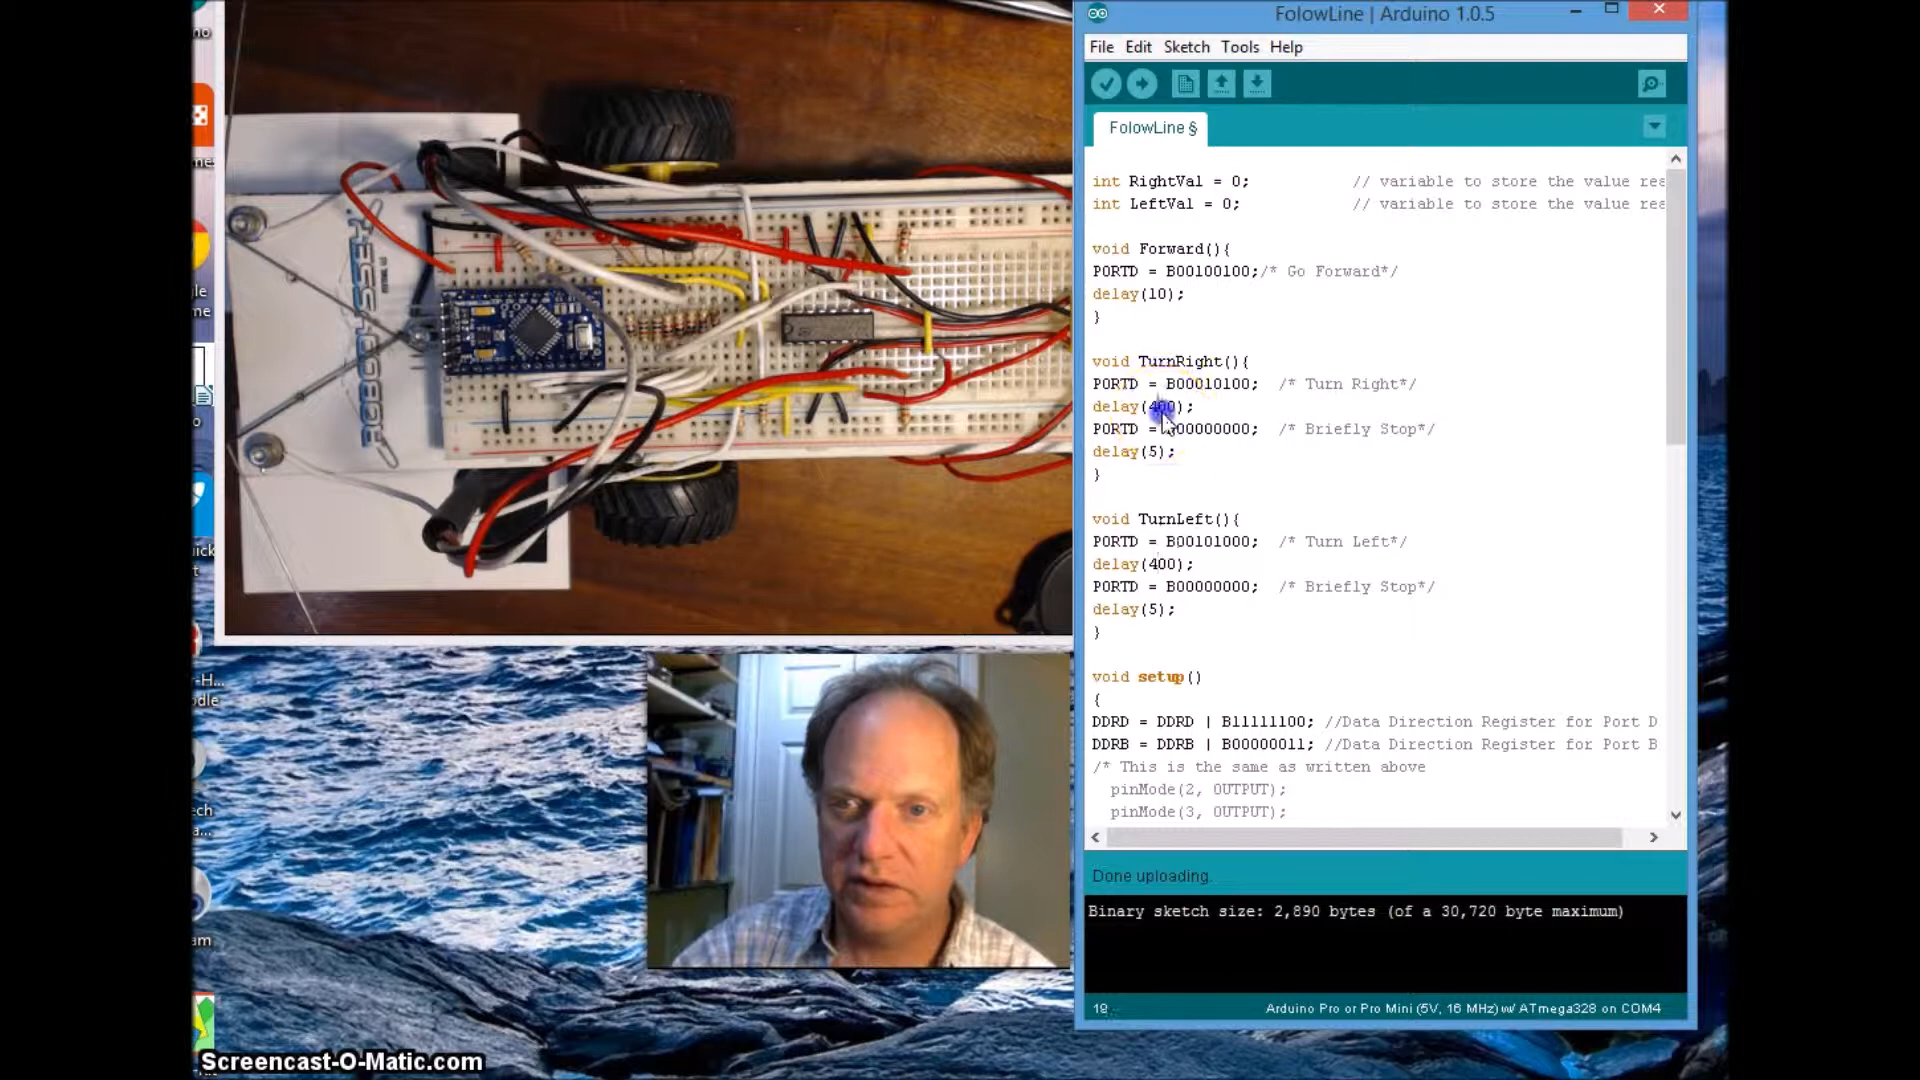 FolowLine | Arduino 1.0.5
File Edit Sketch Tools Help
FolowLine §
int RightVal = 0; // variable to store the value rea
int LeftVal = 0; // variable to store the value rea
void Forward(){
PORTD = B00100100;/* Go Forward*/
delay(10);
}
void TurnRight(){
PORTD = B00010100; /* Turn Right*/
delay(400);
PORTD = B00000000; /* Briefly Stop*/
delay(5);
}
void TurnLeft(){
PORTD = B00101000; /* Turn Left*/
delay(400);
PORTD = B00000000; /* Briefly Stop*/
delay(5);
}
void setup()
{
DDRD = DDRD | B11111100; //Data Direction Register for Port D
DDRB = DDRB | B00000011; //Data Direction Register for Port B
/* This is the same as written above
pinMode(2, OUTPUT);
pinMode(3, OUTPUT);
Done uploading.
Binary sketch size: 2,890 bytes (of a 30,720 byte maximum)
18
Arduino Pro or Pro Mini (5V, 16 MHz) w/ ATmega328 on COM4
Screencast-O-Matic.com